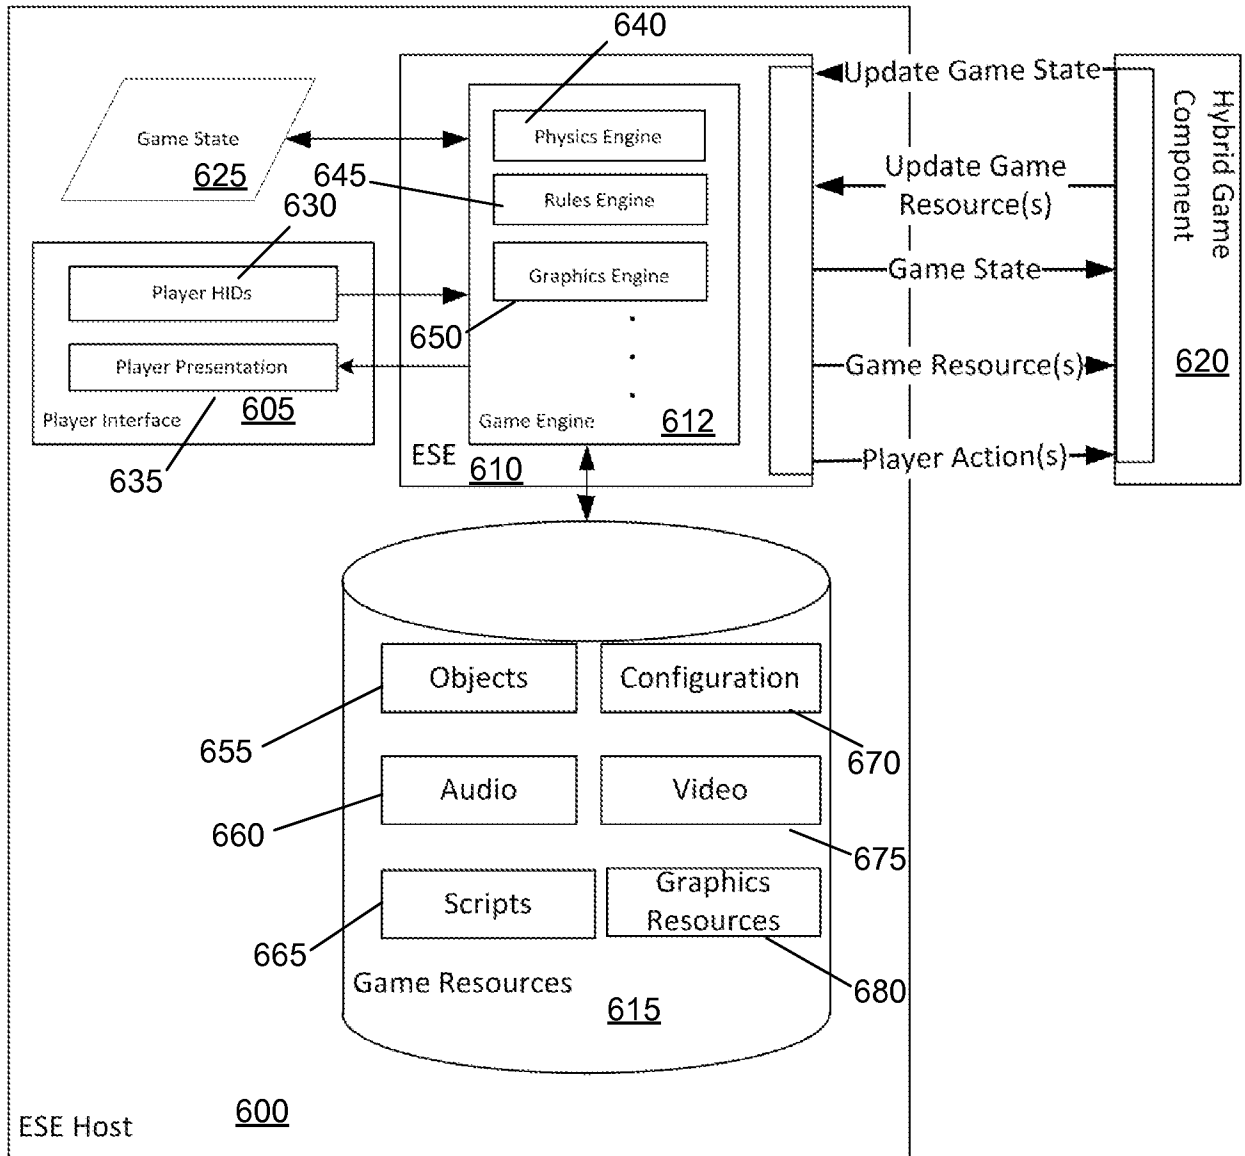 640
Game State
625
Physics Engine
645
Rules Engine
Graphics Engine
650
Game Engine
612
ESE
610
630
Player HIDs
Player Presentation
Player Interface
605
635
Update Game State
Update Game
Resource(s)
Game State
Game Resource(s)
Player Action(s)
Hybrid Game
Component
620
Objects
Configuration
655
670
Audio
Video
660
675
Scripts
Graphics
Resources
665
680
Game Resources
615
ESE Host
600